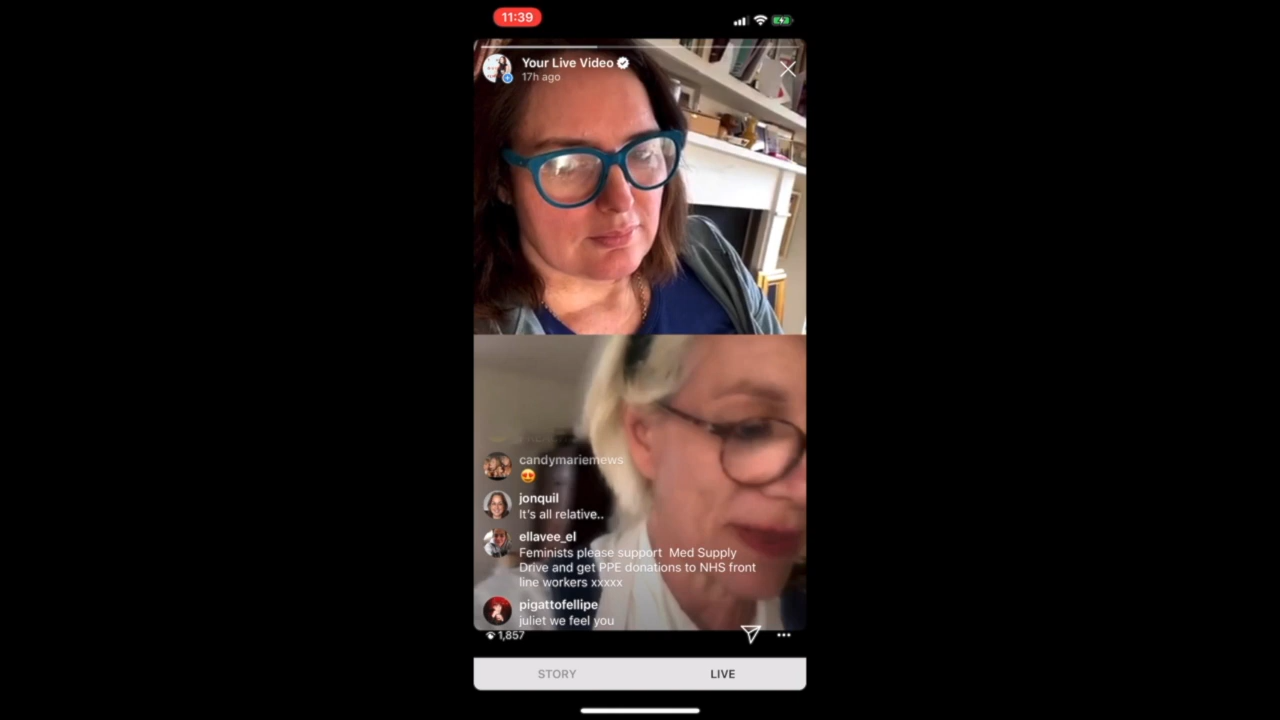 11:39
Your Live Video
17h ago
candymariemews
😍
jonquil
It's all relative..
ellavee_el
Feminists please support Med Supply
Drive and get PPE donations to NHS front
line workers xxxxx
pigattofellipe
juliet we feel you
1,857
STORY
LIVE